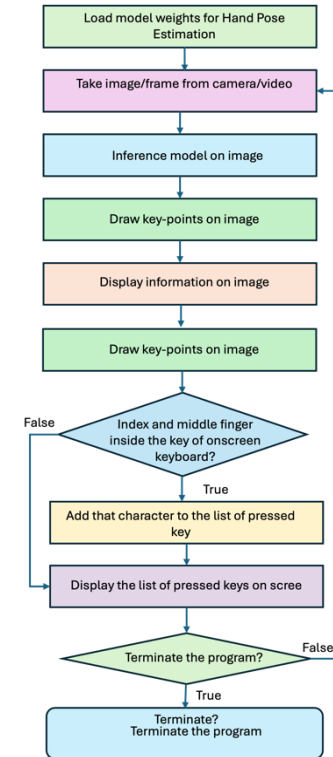 Load model weights for Hand Pose
Estimation
Take image/frame from camera/video
Inference model on image
Draw key-points on image
Display information on image
Draw key-points on image
False
Index and middle finger
inside the key of onscreen
keyboard?
True
Add that character to the list of pressed
key
Display the list of pressed keys on scree
Terminate the program?
False
True
Terminate?
Terminate the program